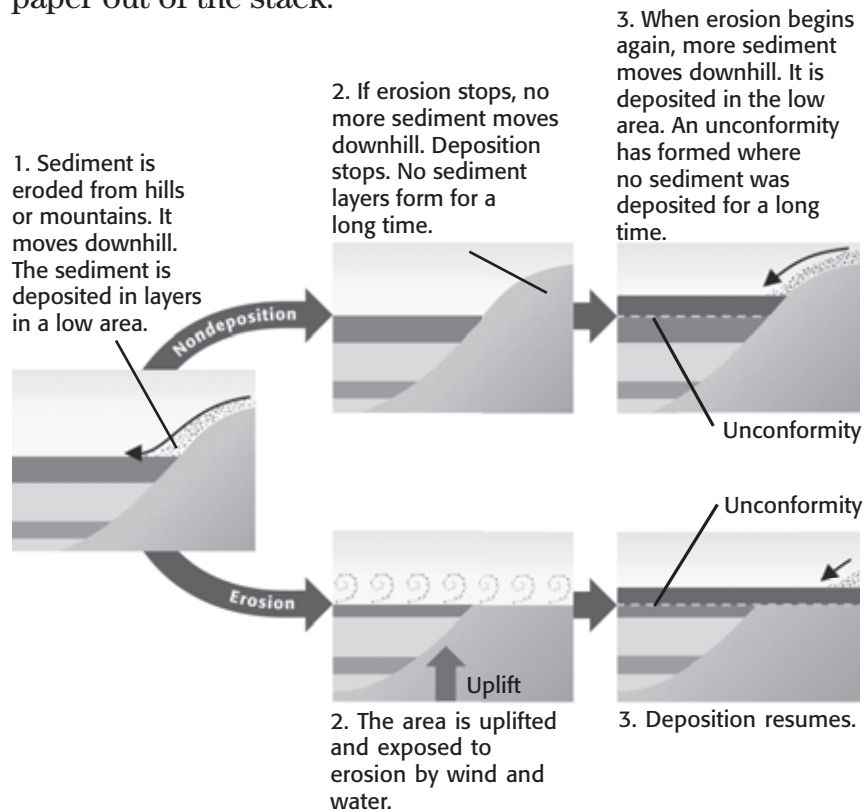 paper out of the stack.
1. Sediment is
eroded from hills
or mountains. It
moves downhill.
The sediment is
deposited in layers
in a low area.
Nondeposition
2. If erosion stops, no
more sediment moves
downhill. Deposition
stops. No sediment
layers form for a
long time.
3. When erosion begins
again, more sediment
moves downhill. It is
deposited in the low
area. An unconformity
has formed where
no sediment was
deposited for a long
time.
Unconformity
Erosion
Uplift
2. The area is uplifted
and exposed to
erosion by wind and
water.
Unconformity
3. Deposition resumes.